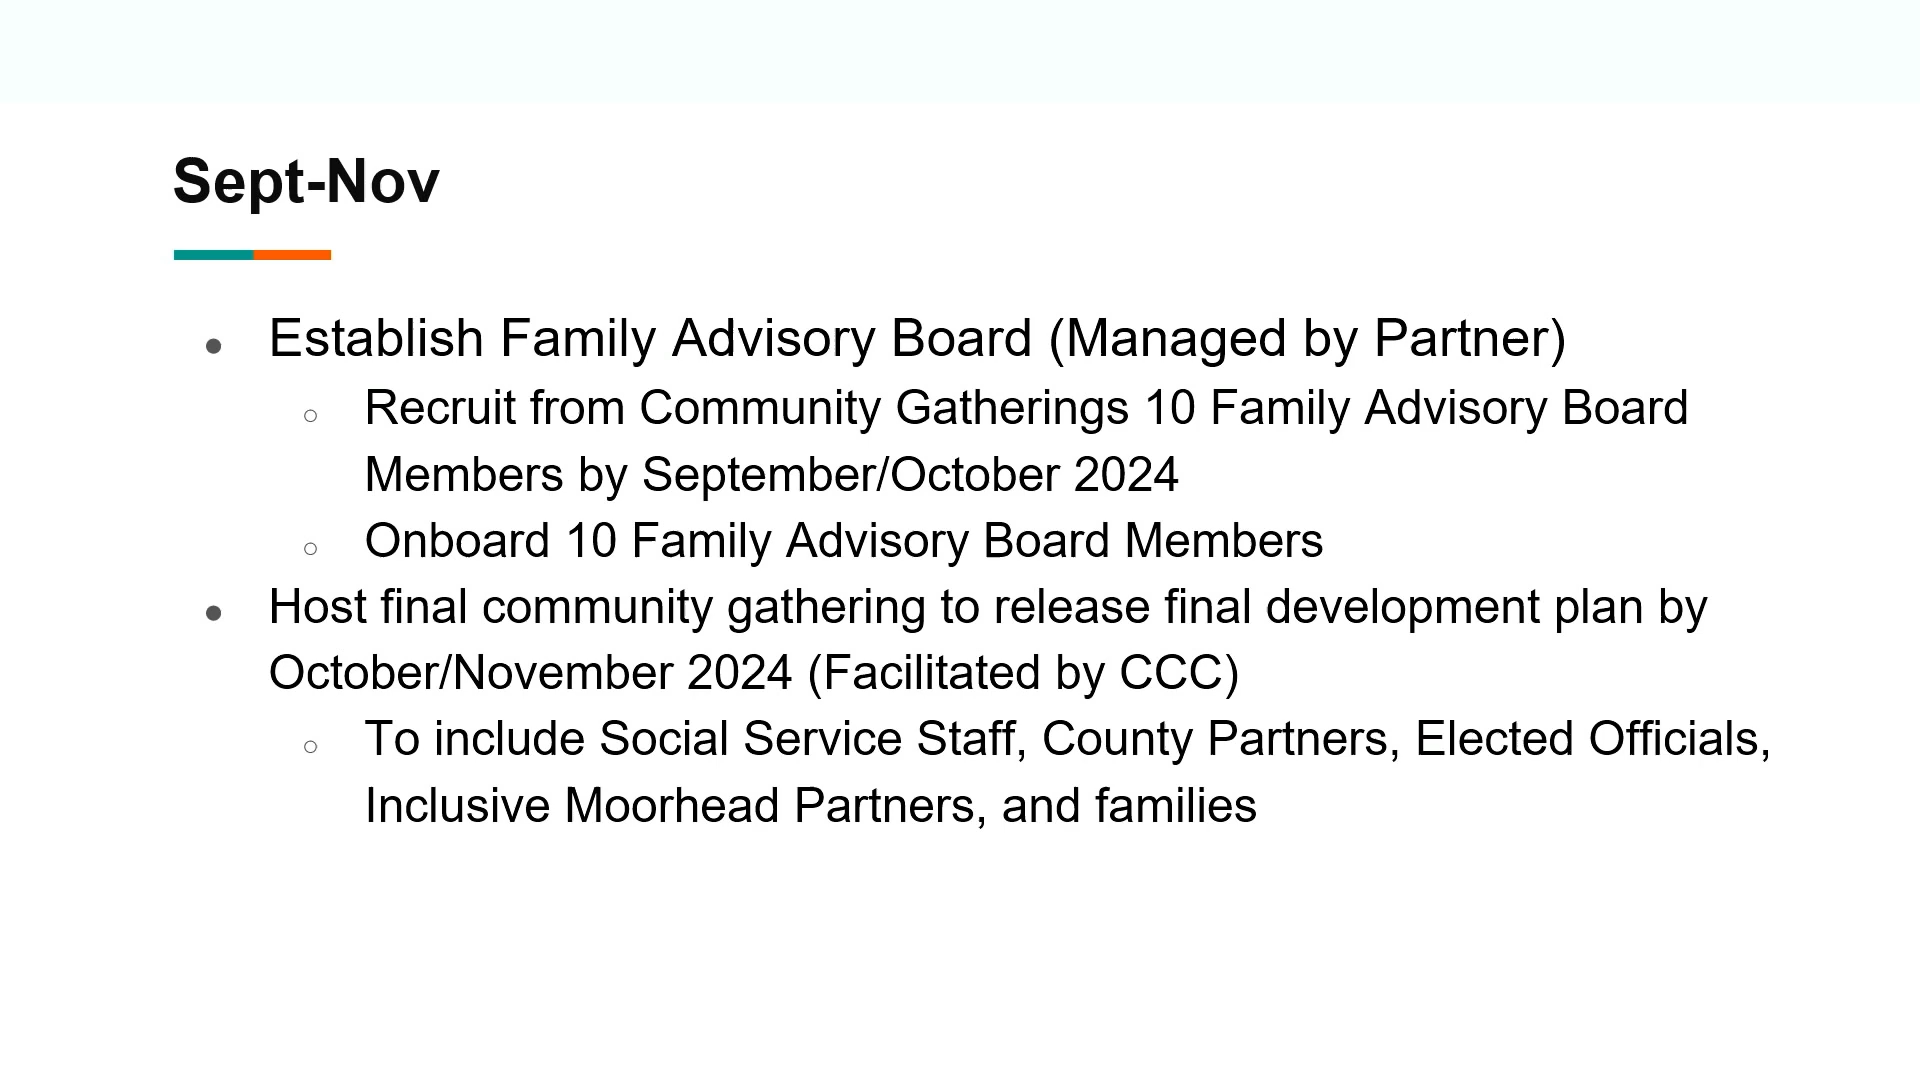 Sept-Nov
● Establish Family Advisory Board (Managed by Partner)
○ Recruit from Community Gatherings 10 Family Advisory Board
Members by September/October 2024
○ Onboard 10 Family Advisory Board Members
● Host final community gathering to release final development plan by
October/November 2024 (Facilitated by CCC)
○ To include Social Service Staff, County Partners, Elected Officials,
Inclusive Moorhead Partners, and families